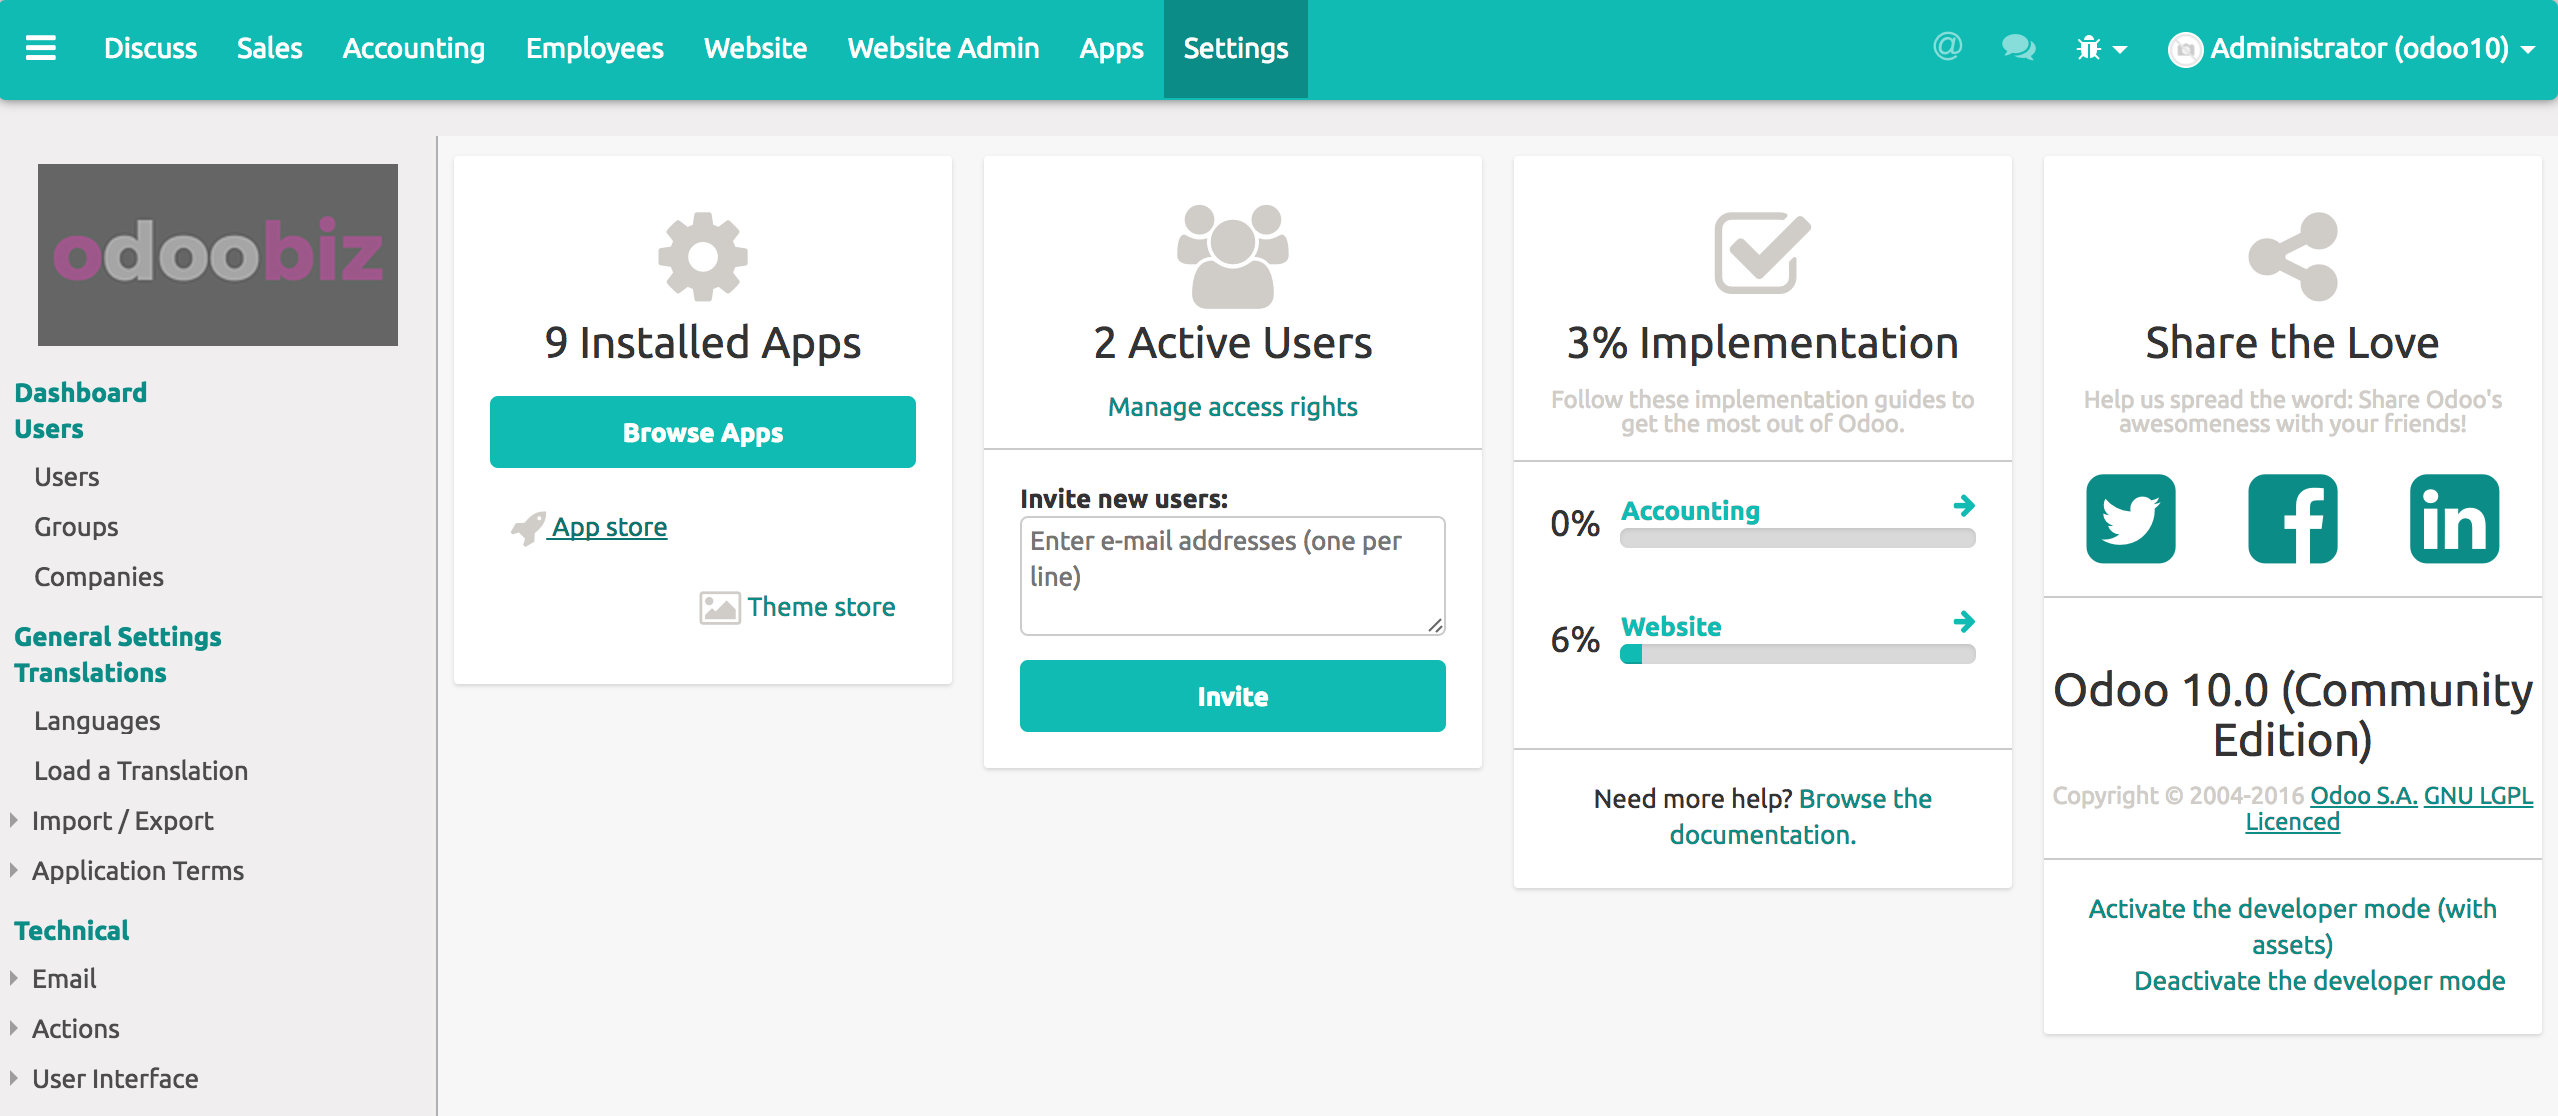 Discuss Sales Accounting Employees Website Website Admin Apps Settings @ Administrator (odoo10)
odoobiz
Dashboard
Users
Users
Groups
Companies
General Settings
Translations
Languages
Load a Translation
Import / Export
Application Terms
Technical
Email
Actions
User Interface
9 Installed Apps
Browse Apps
App store
Theme store
2 Active Users
Manage access rights
Invite new users:
Enter e-mail addresses (one per
line)
Invite
3% Implementation
Follow these implementation guides to
get the most out of Odoo.
0% Accounting
6% Website
Need more help? Browse the
documentation.
Share the Love
Help us spread the word: Share Odoo's
awesomeness with your friends!
Odoo 10.0 (Community
Edition)
Copyright © 2004-2016 Odoo S.A. GNU LGPL
Licenced
Activate the developer mode (with
assets)
Deactivate the developer mode